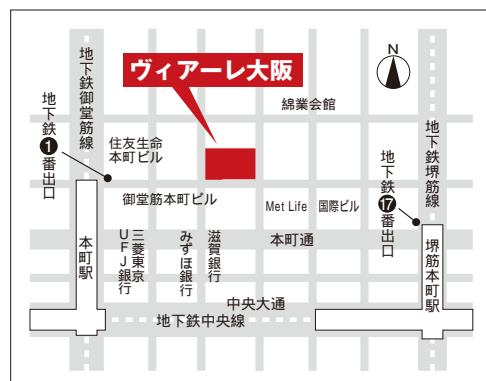 ヴィアーレ大阪
N
綿業会館
地下鉄御堂筋線
地下鉄❶番出口
住友生命
本町ビル
地下鉄堺筋線
地下鉄⓱番出口
御堂筋本町ビル
Met Life
国際ビル
本町通
本町駅
三菱東京
UFJ銀行
みずほ銀行
滋賀銀行
堺筋本町駅
中央大通
地下鉄中央線